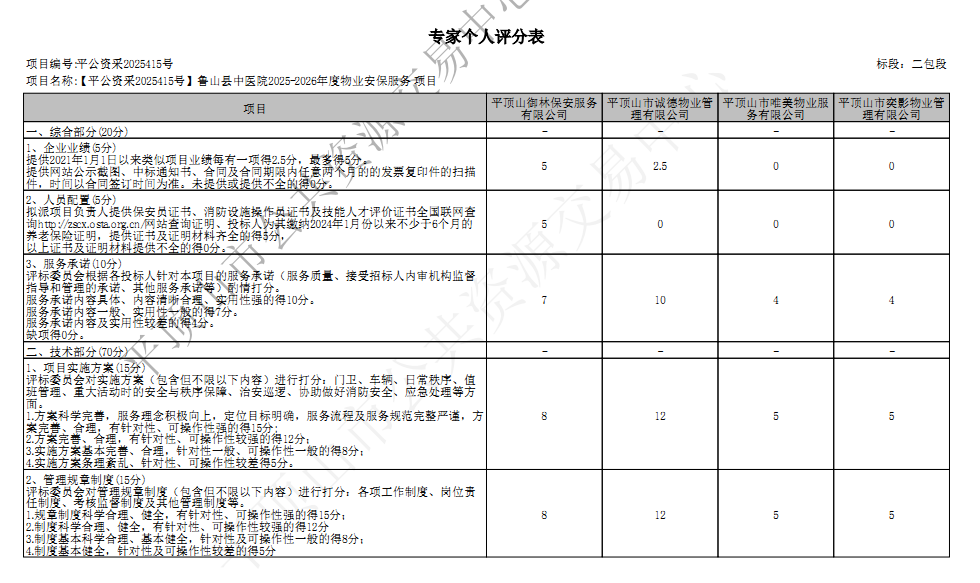 专家个人评分表
项目编号:平公资采2025415号
标段：二包段
项目名称:【平公资采2025415号】鲁山县中医院2025-2026年度物业安保服务 项目
项目
平顶山御林保安服务有限公司
平顶山市诚德物业管理有限公司
平顶山市唯美物业服务有限公司
平顶山市奕影物业管理有限公司
一、综合部分(20分)
-
-
-
-
1、企业业绩(5分)
提供2021年1月1日以来类似项目业绩每有一项得2.5分，最多得5分。
提供网站公示截图、中标通知书、合同及合同期限内任意两个月的的发票复印件的扫描
件，时间以合同签订时间为准。未提供或提供不全的得0分。
5
2.5
0
0
2、人员配置(5分)
拟派项目负责人提供保安员证书、消防设施操作员证书及技能人才评价证书全国联网查
询http://zscx.osta.org.cn/网站查询证明、投标人为其缴纳2024年1月份以来不少于6个月的
养老保险证明，提供证书及证明材料齐全的得5分，
以上证书及证明材料提供不全的得0分。
5
0
0
0
3、服务承诺(10分)
评标委员会根据各投标人针对本项目的服务承诺（服务质量、接受招标人内审机构监督
指导和管理的承诺、其他服务承诺等）酌情打分。
服务承诺内容具体、内容清晰合理、实用性强的得10分。
服务承诺内容一般、实用性一般的得7分。
服务承诺内容及实用性较差的得4分。
缺项得0分。
7
10
4
4
二、技术部分(70分)
-
-
-
-
1、项目实施方案(15分)
评标委员会对实施方案（包含但不限以下内容）进行打分：门卫、车辆、日常秩序、值
班管理、重大活动时的安全与秩序保障、治安巡逻、协助做好消防安全、应急处理等方
面。
1.方案科学完善，服务理念积极向上，定位目标明确，服务流程及服务规范完整严谨，方
案完善、合理，有针对性、可操作性强的得15分;
2.方案完善、合理，有针对性、可操作性较强的得12分;
3.实施方案基本完善、合理，针对性一般、可操作性一般的得8分;
4.实施方案条理紊乱、针对性、可操作性较差得5分。
8
12
5
5
2、管理规章制度(15分)
评标委员会对管理规章制度（包含但不限以下内容）进行打分：各项工作制度、岗位责
任制度、考核监督制度及其他管理制度等。
1.规章制度科学合理、健全，有针对性、可操作性强的得15分;
2.制度科学合理、健全，有针对性、可操作性较强的得12分
3.制度基本科学合理、基本健全，针对性及可操作性一般的得8分;
4.制度基本健全，针对性及可操作性较差的得5分
8
12
5
5
平顶山市公共资源交易中心
平顶山市公共资源交易中心